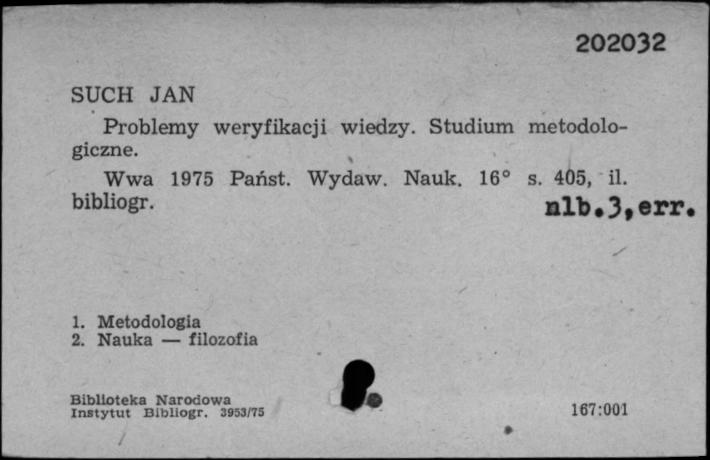 202032
SUCH JAN
Problemy weryfikacji wiedzy. Studium metodolo-
giczne.
Wwa 1975 Państ. Wydaw. Nauk. 16° s. 405, il.
bibliogr.
nlb.3,err.
1. Metodologia
2. Nauka — filozofia
Biblioteka Narodowa
Instytut Bibliogr. 3953/75
167:001